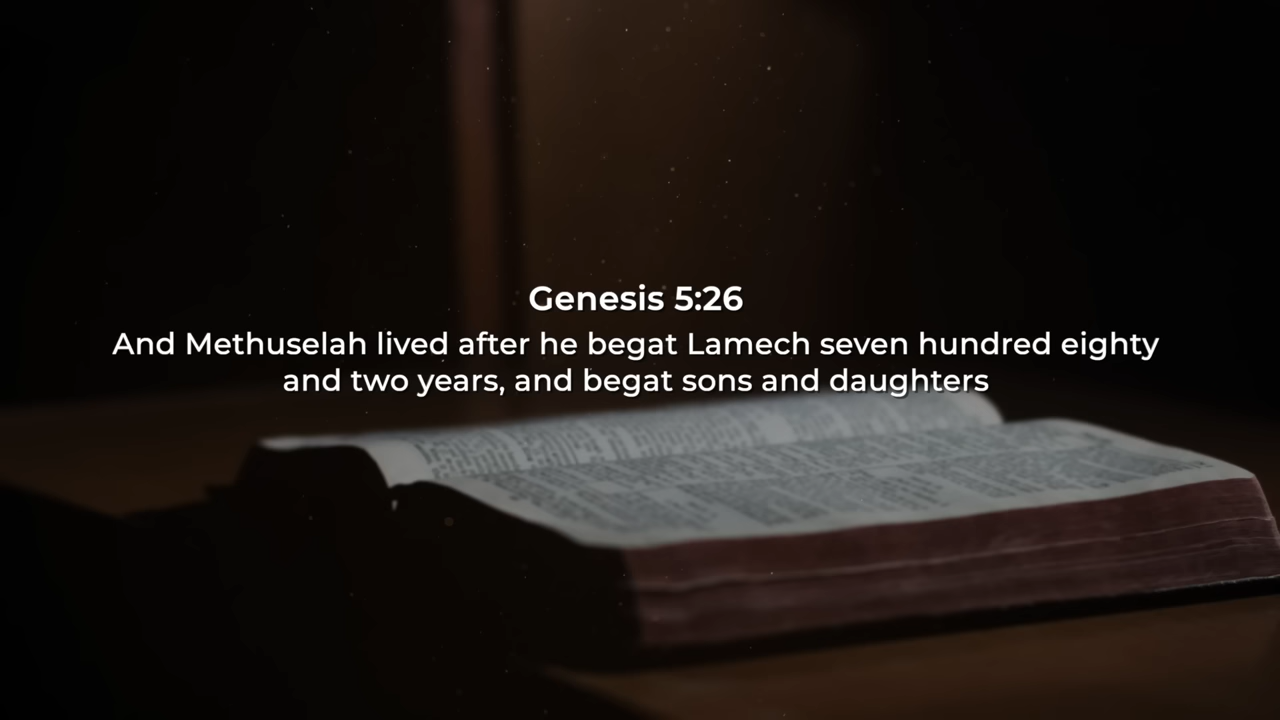 Genesis 5:26
And Methuselah lived after he begat Lamech seven hundred eighty
and two years, and begat sons and daughters